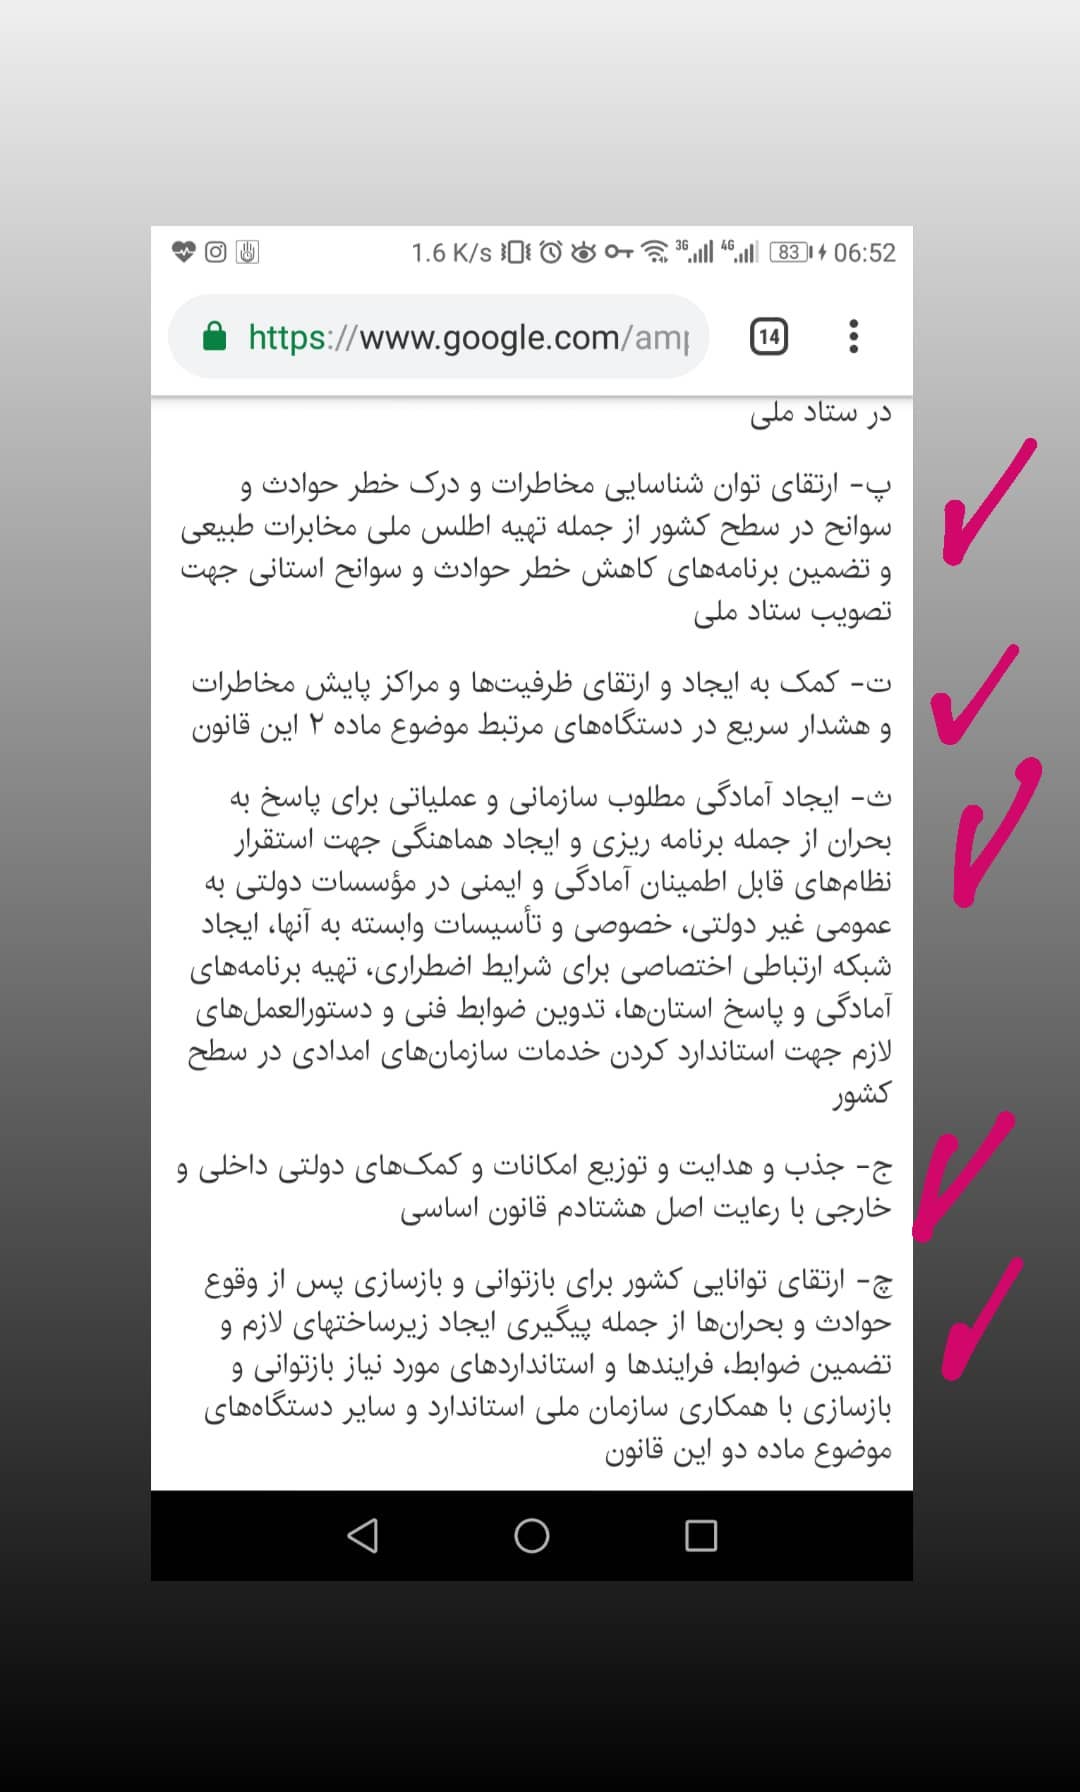 1.6 K/s 3G 4G 83 06:52
https://www.google.com/amp
14
در ستاد ملی
پ- ارتقای توان شناسایی مخاطرات و درک خطر حوادث و
سوانح در سطح کشور از جمله تهیه اطلس ملی مخابرات طبیعی
و تضمین برنامه‌های کاهش خطر حوادث و سوانح استانی جهت
تصویب ستاد ملی
ت- کمک به ایجاد و ارتقای ظرفیت‌ها و مراکز پایش مخاطرات
و هشدار سریع در دستگاه‌های مرتبط موضوع ماده ۲ این قانون
ث- ایجاد آمادگی مطلوب سازمانی و عملیاتی برای پاسخ به
بحران از جمله برنامه ریزی و ایجاد هماهنگی جهت استقرار
نظام‌های قابل اطمینان آمادگی و ایمنی در مؤسسات دولتی به
عمومی غیر دولتی، خصوصی و تأسیسات وابسته به آنها، ایجاد
شبکه ارتباطی اختصاصی برای شرایط اضطراری، تهیه برنامه‌های
آمادگی و پاسخ استان‌ها، تدوین ضوابط فنی و دستورالعمل‌های
لازم جهت استاندارد کردن خدمات سازمان‌های امدادی در سطح
کشور
ج- جذب و هدایت و توزیع امکانات و کمک‌های دولتی داخلی و
خارجی با رعایت اصل هشتادم قانون اساسی
چ- ارتقای توانایی کشور برای بازتوانی و بازسازی پس از وقوع
حوادث و بحران‌ها از جمله پیگیری ایجاد زیرساختهای لازم و
تضمین ضوابط، فرایندها و استانداردهای مورد نیاز بازتوانی و
بازسازی با همکاری سازمان ملی استاندارد و سایر دستگاه‌های
موضوع ماده دو این قانون